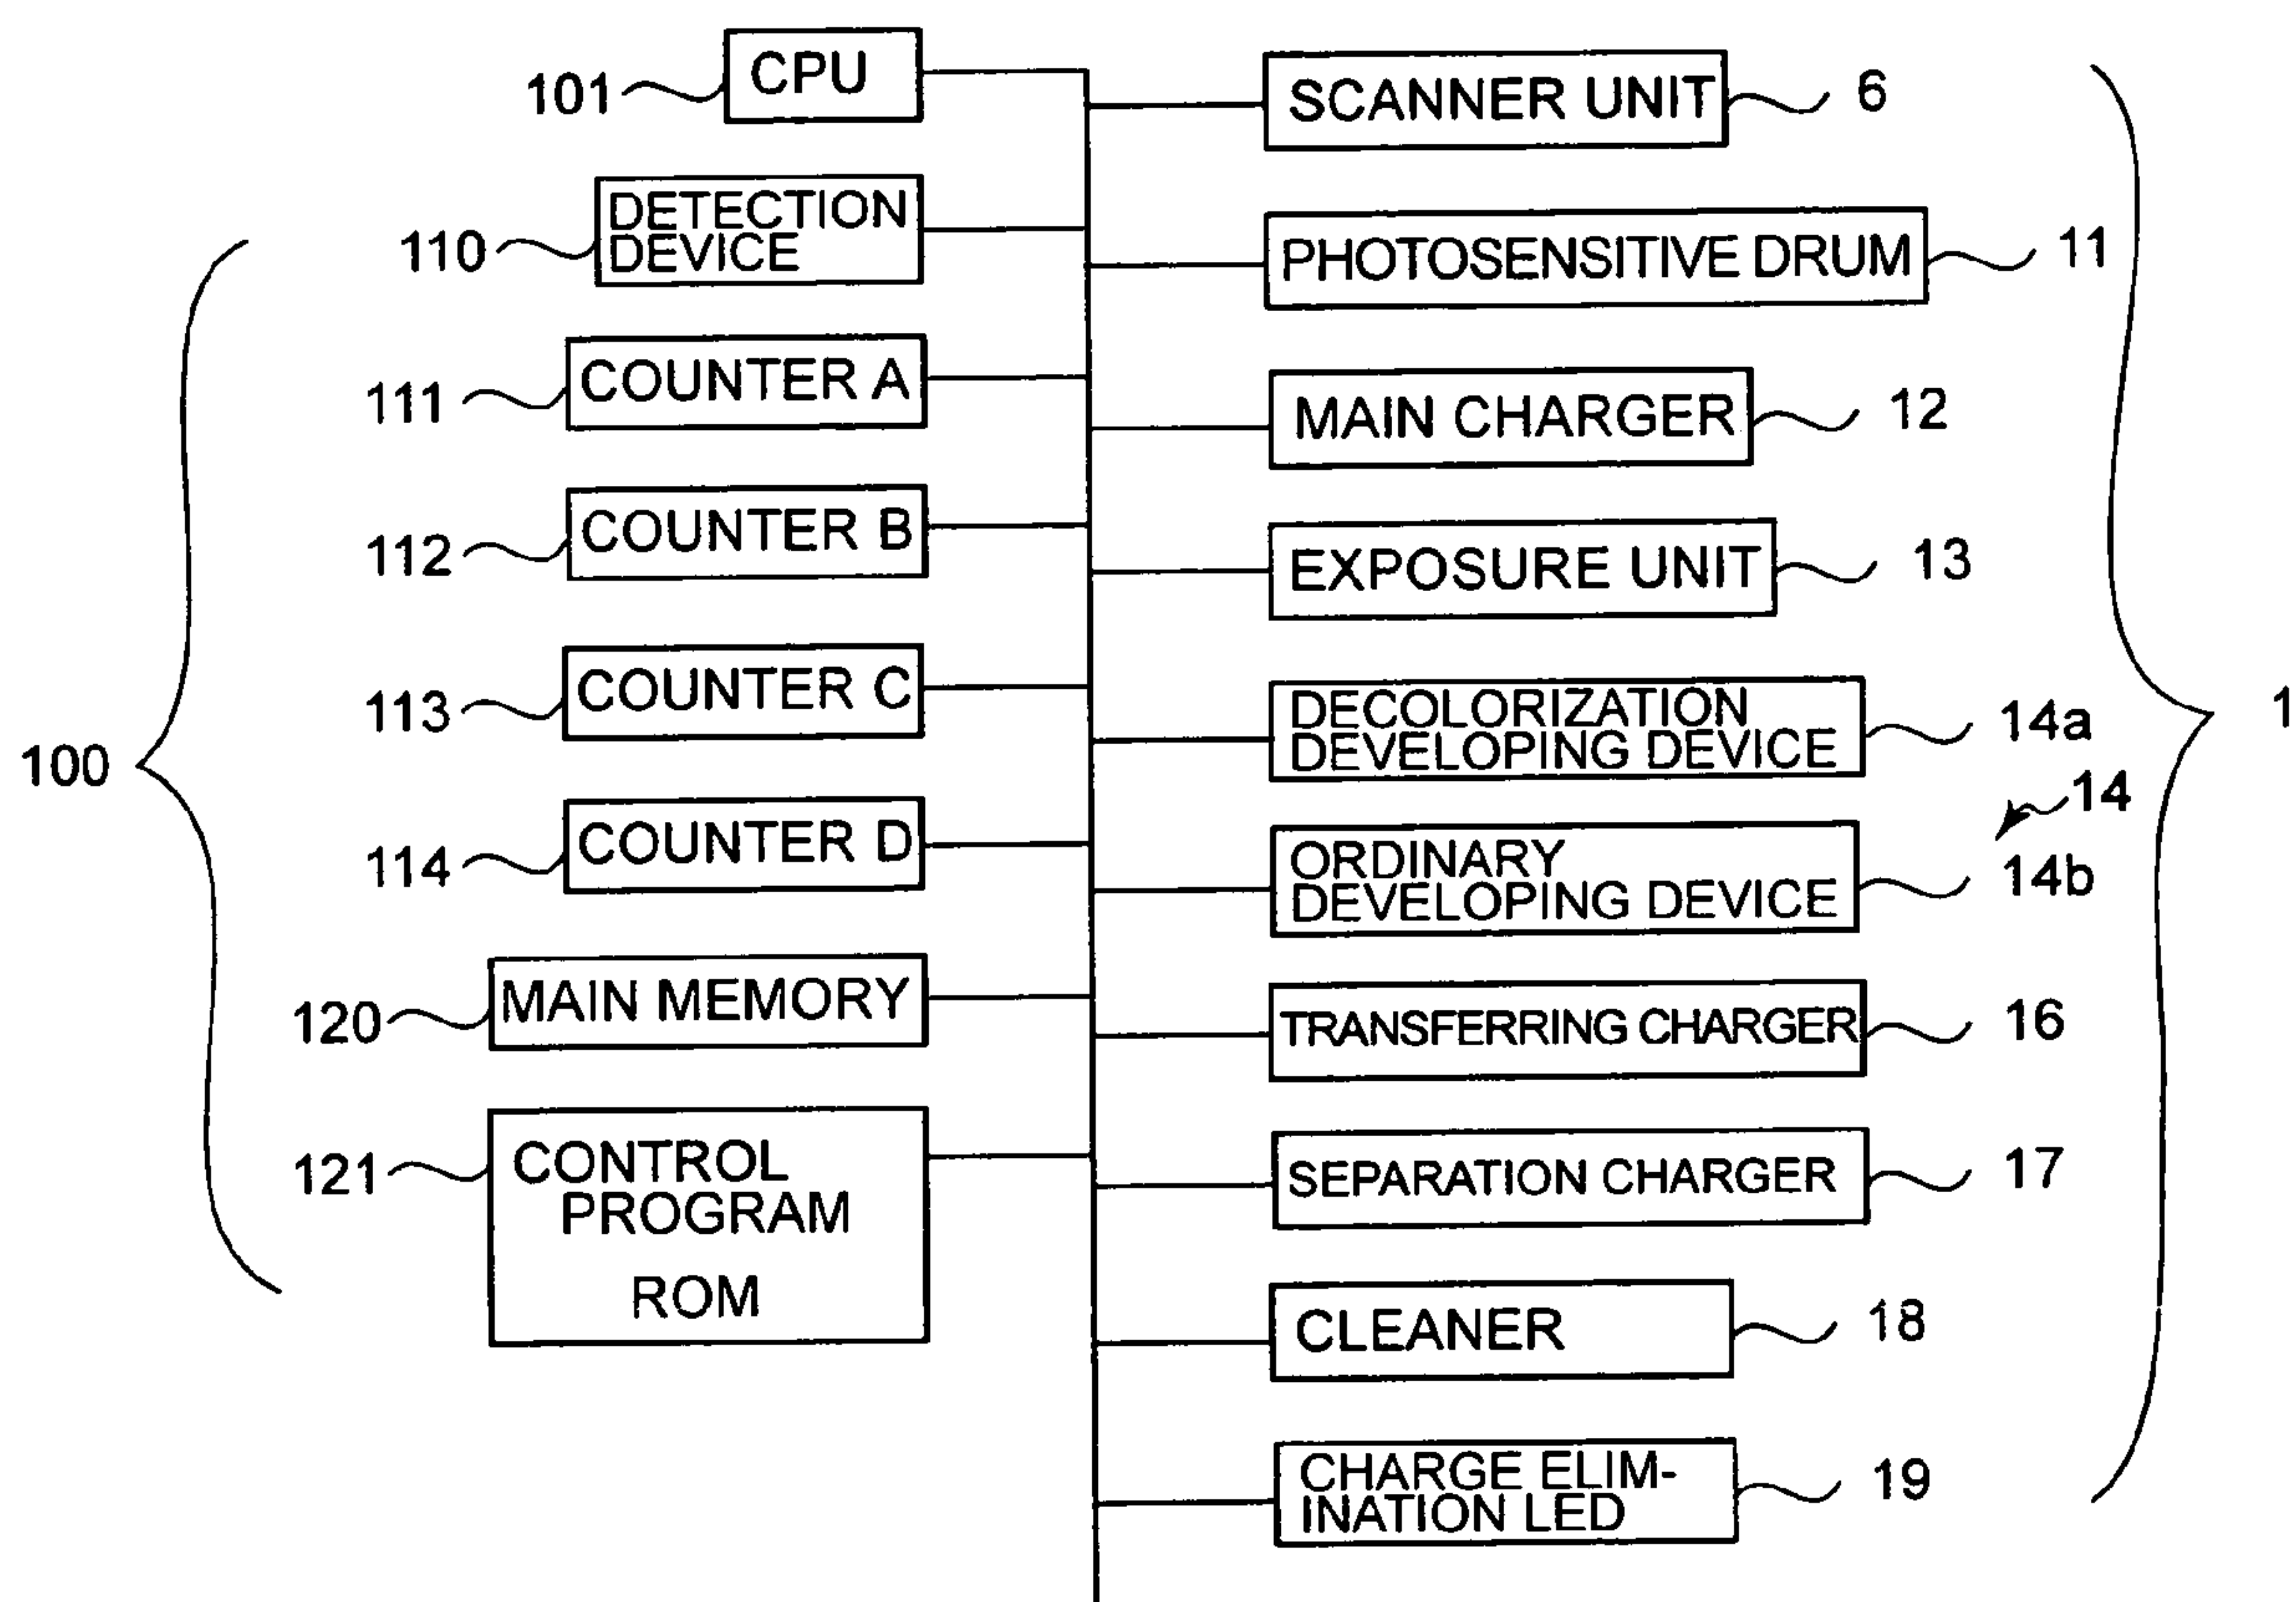 CPU
101
DETECTION
DEVICE
110
COUNTER A
111
COUNTER B
112
COUNTER C
113
COUNTER D
114
MAIN MEMORY
120
CONTROL
PROGRAM
ROM
121
100
SCANNER UNIT
6
PHOTOSENSITIVE DRUM
11
MAIN CHARGER
12
EXPOSURE UNIT
13
DECOLORIZATION
DEVELOPING DEVICE
14a
14
ORDINARY
DEVELOPING DEVICE
14b
TRANSFERRING CHARGER
16
SEPARATION CHARGER
17
CLEANER
18
CHARGE ELIM-
INATION LED
19
1